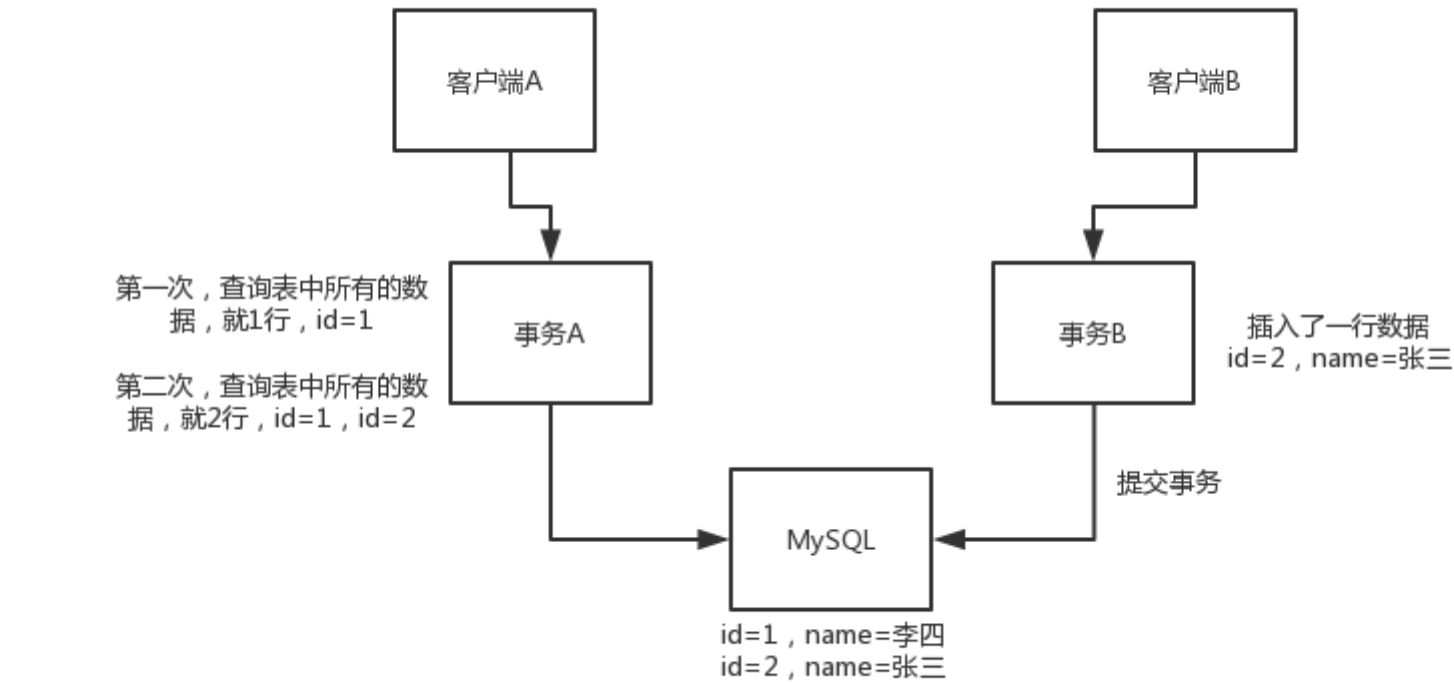 客户端A
客户端B
第一次，查询表中所有的数
据，就1行，id=1
事务A
事务B
插入了一行数据
id=2，name=张三
第二次，查询表中所有的数
据，就2行，id=1，id=2
提交事务
MySQL
id=1，name=李四
id=2，name=张三